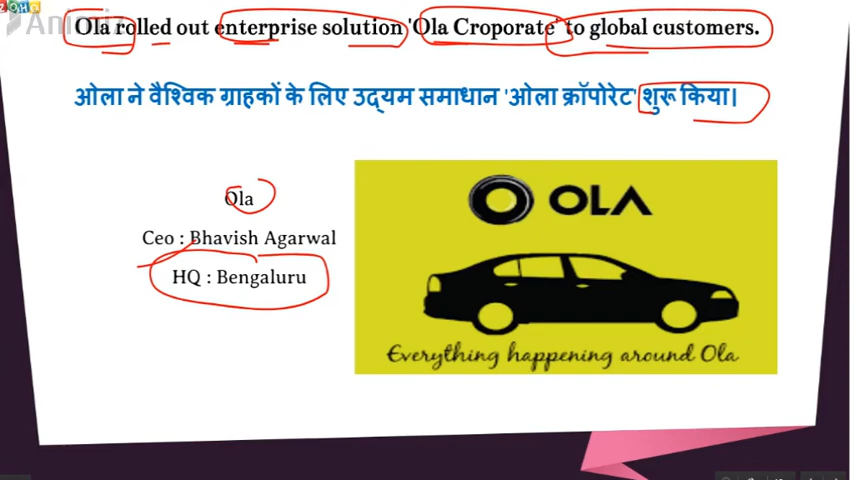 Ola rolled out enterprise solution 'Ola Croporate' to global customers.
ओला ने वैश्विक ग्राहकों के लिए उद्यम समाधान 'ओला क्रॉपोरेट' शुरू किया।
Ola
Ceo : Bhavish Agarwal
HQ : Bengaluru
OLA
Everything happening around Ola